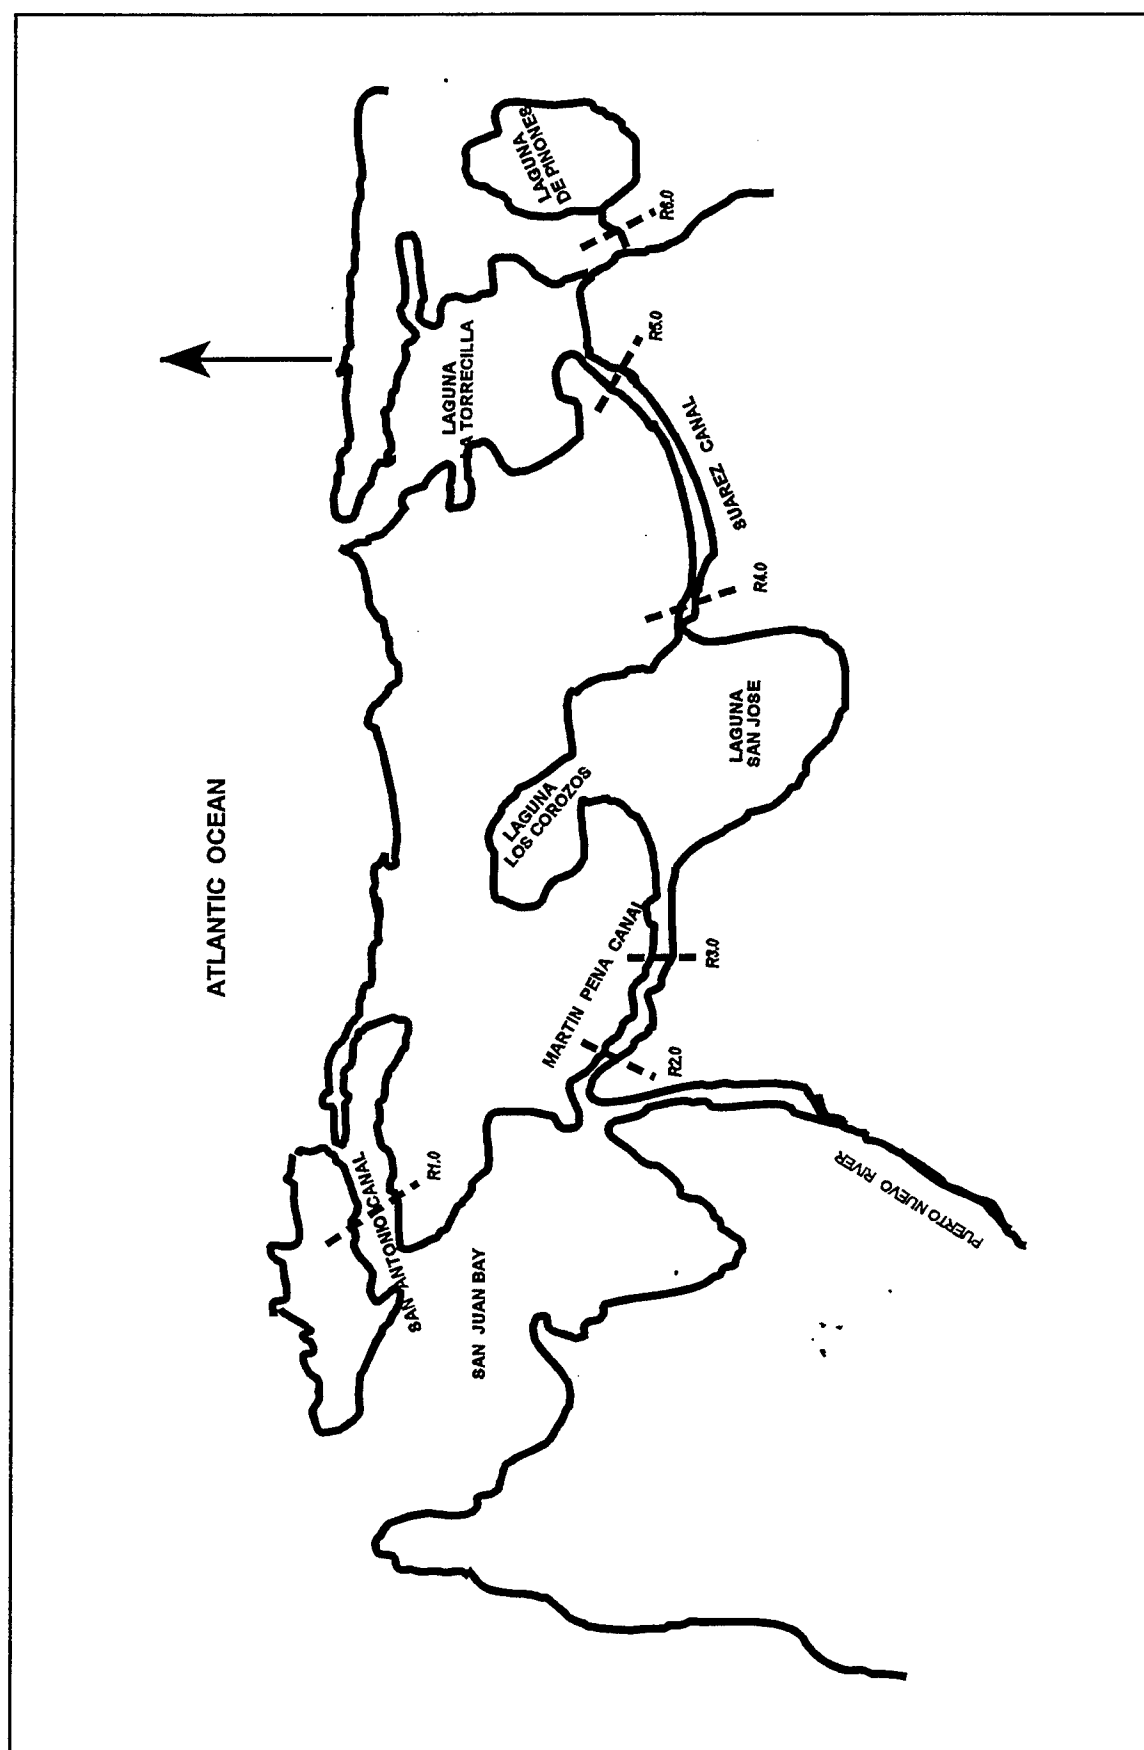 ATLANTIC OCEAN
SAN ANTONIO CANAL
R1.0
SAN JUAN BAY
PUERTO NUEVO RIVER
MARTIN PENA CANAL
R2.0
R3.0
LAGUNA
LOS COROZOS
LAGUNA
SAN JOSE
R4.0
SUAREZ CANAL
R5.0
LAGUNA
LA TORRECILLA
R6.0
LAGUNA
DE PINONES